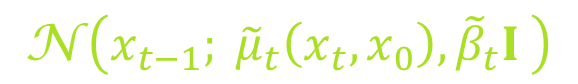 𝒩(x_{t−1}; μ̃_t(x_t, x_0), β̃_t𝐈)